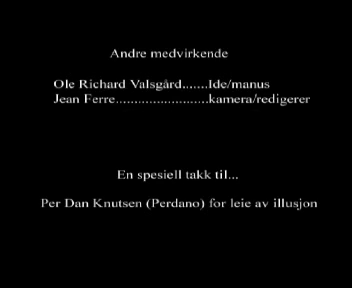 Andre medvirkende
Ole Richard Valsgård.......Ide/manus
Jean Ferre.........................kamera/redigerer
En spesiell takk til...
Per Dan Knutsen (Perdano) for leie av illusjon